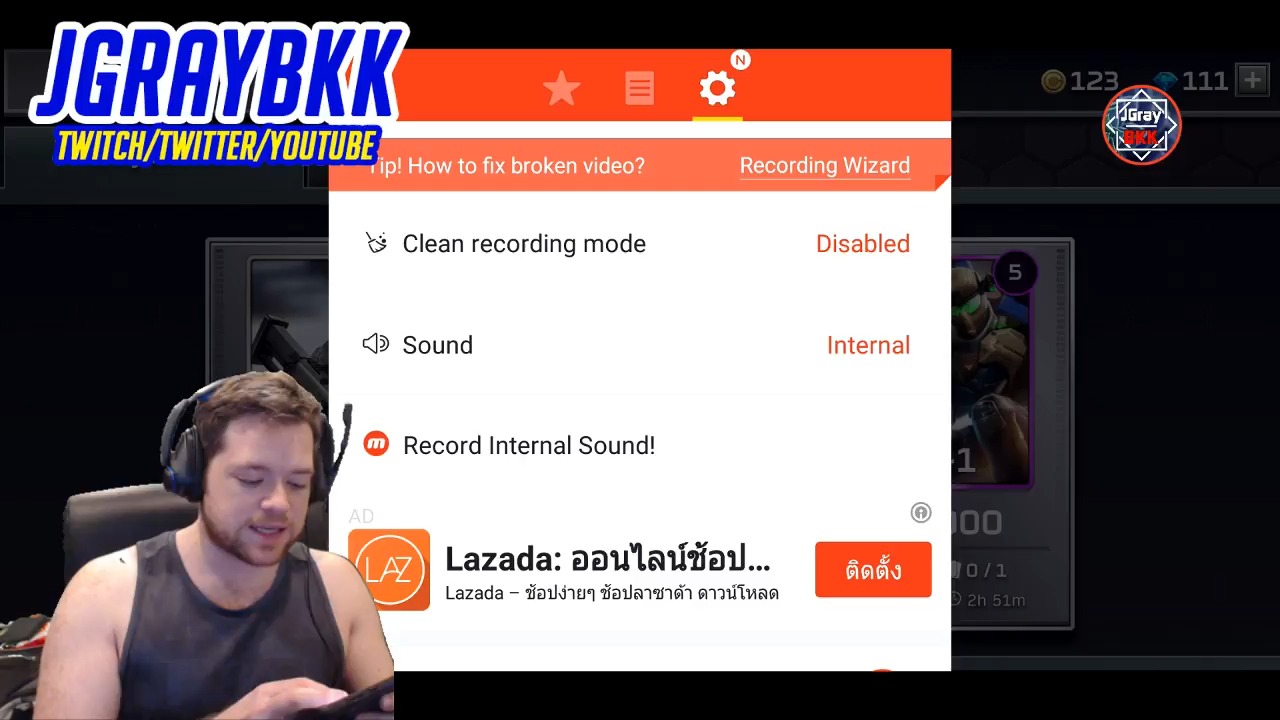 JGRAYBKK
TWITCH/TWITTER/YOUTUBE
N
123
111
+
JGray
BKK
Tip! How to fix broken video?
Recording Wizard
Clean recording mode
Disabled
5
Sound
Internal
Record Internal Sound!
AD
LAZ
Lazada: ออนไลน์ช้อป...
Lazada – ช้อปง่ายๆ ช้อปลาซาด้า ดาวน์โหลด
ติดตั้ง
0 / 1
2h 51m